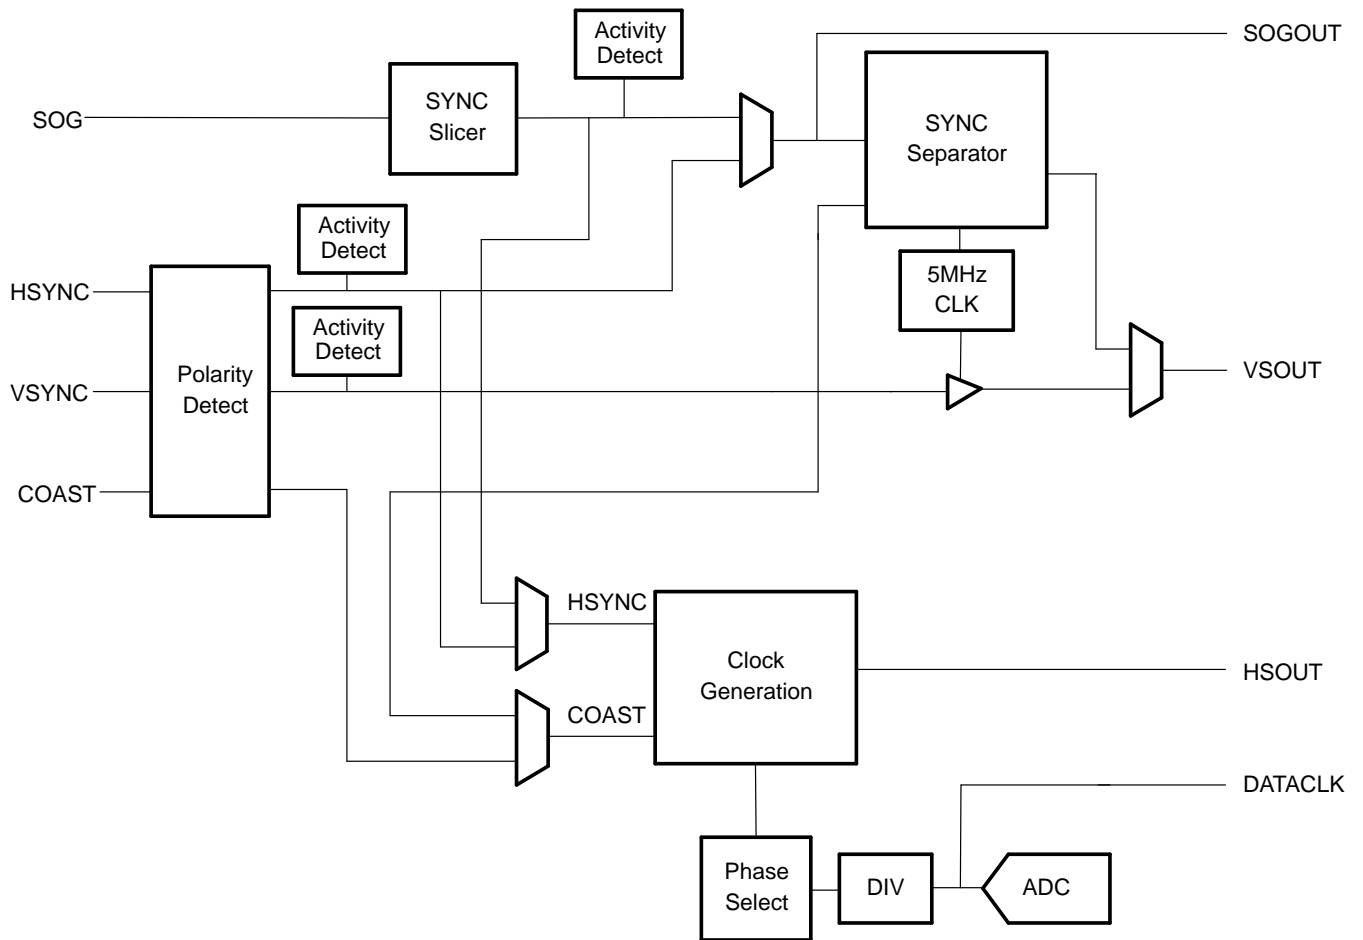 Activity
Detect
SOGOUT
SYNC
Slicer
SOG
SYNC
Separator
Activity
Detect
HSYNC
5MHz
CLK
Activity
Detect
VSYNC
Polarity
Detect
VSOUT
COAST
HSYNC
Clock
Generation
HSOUT
COAST
DATACLK
Phase
Select
DIV
ADC